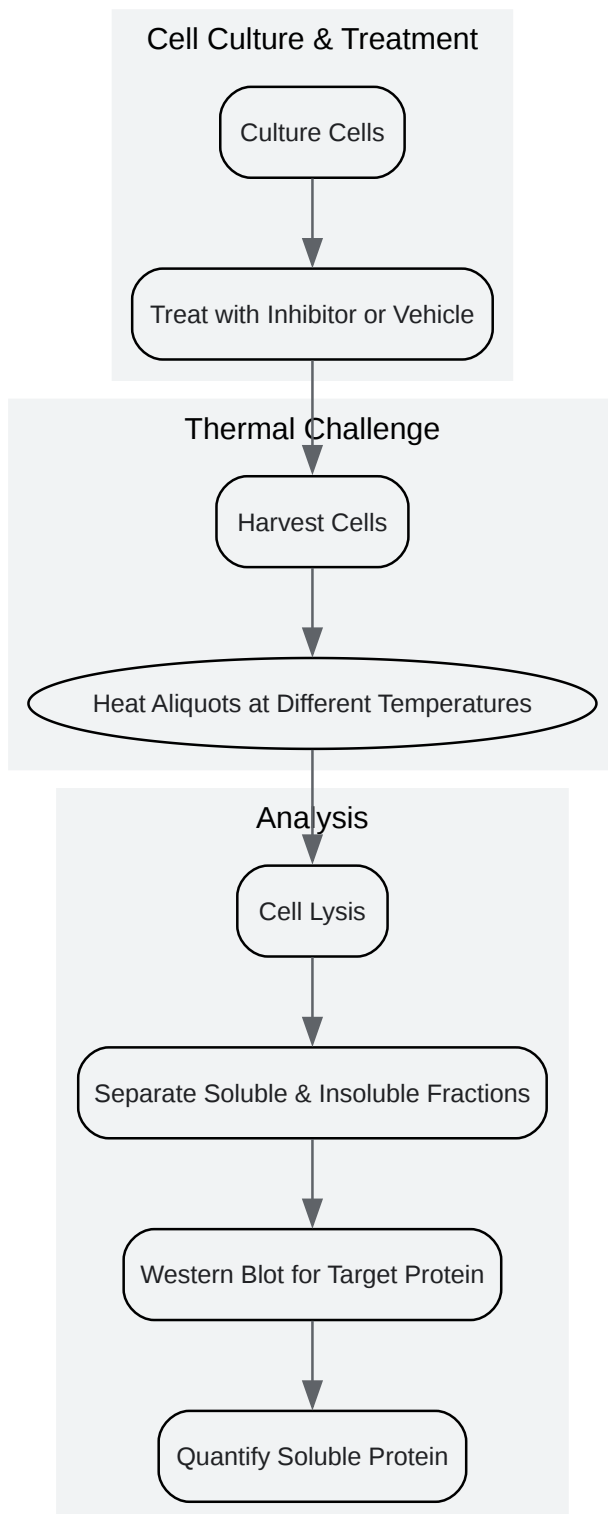 Cell Culture & Treatment
Culture Cells
Treat with Inhibitor or Vehicle
Thermal Challenge
Harvest Cells
Heat Aliquots at Different Temperatures
Analysis
Cell Lysis
Separate Soluble & Insoluble Fractions
Western Blot for Target Protein
Quantify Soluble Protein